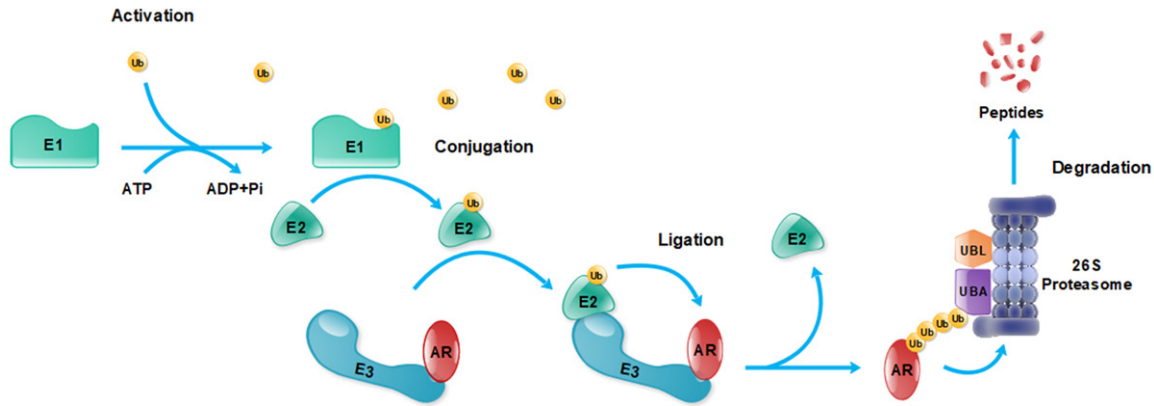 Activation
Ub
Ub
Ub
Ub
Ub
Ub
E1
E1
Conjugation
ATP
ADP+Pi
E2
Ub
E2
Ligation
E2
Ub
E2
AR
E3
AR
E3
AR
Ub
Ub
Ub
Ub
UBL
UBA
26S
Proteasome
Degradation
Peptides